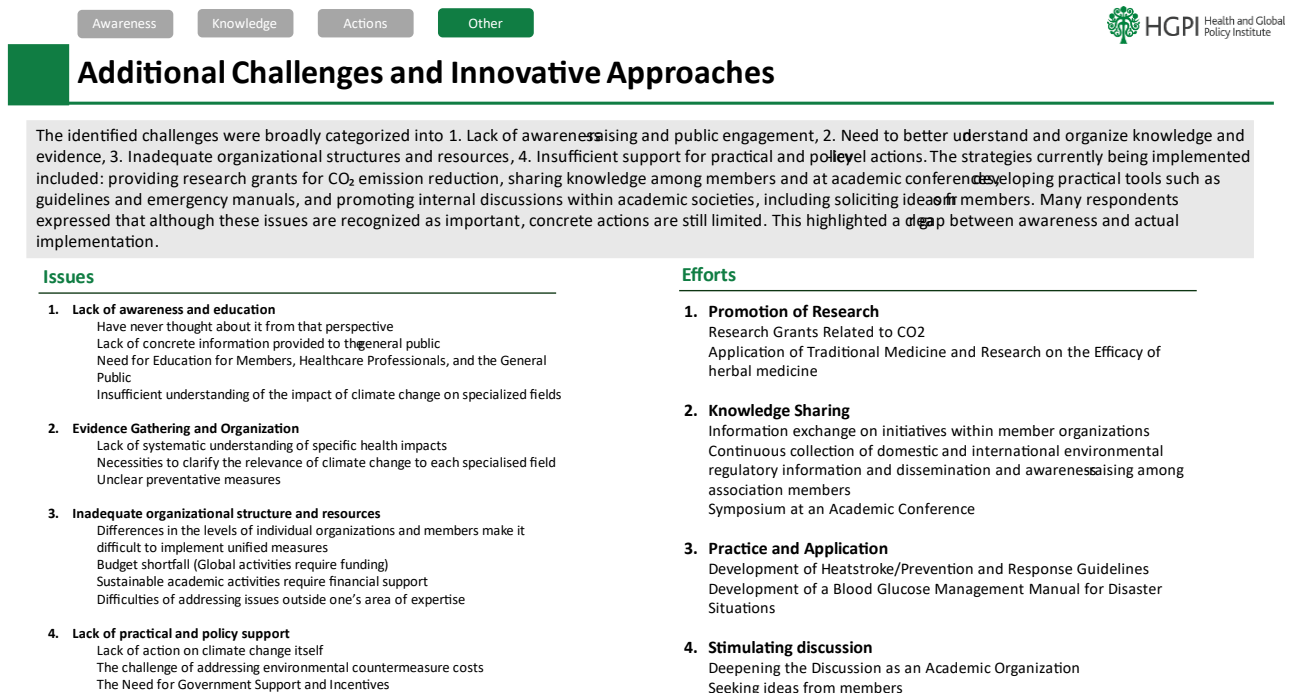 Awareness
Knowledge
Actions
Other
HGPI Health and Global Policy Institute
Additional Challenges and Innovative Approaches
The identified challenges were broadly categorized into 1. Lack of awareness-raising and public engagement, 2. Need to better understand and organize knowledge and
evidence, 3. Inadequate organizational structures and resources, 4. Insufficient support for practical and policy-level actions. The strategies currently being implemented
included: providing research grants for CO₂ emission reduction, sharing knowledge among members and at academic conferences, developing practical tools such as
guidelines and emergency manuals, and promoting internal discussions within academic societies, including soliciting ideas from members. Many respondents
expressed that although these issues are recognized as important, concrete actions are still limited. This highlighted a clear gap between awareness and actual
implementation.
Issues
1. Lack of awareness and education
Have never thought about it from that perspective
Lack of concrete information provided to the general public
Need for Education for Members, Healthcare Professionals, and the General
Public
Insufficient understanding of the impact of climate change on specialized fields
2. Evidence Gathering and Organization
Lack of systematic understanding of specific health impacts
Necessities to clarify the relevance of climate change to each specialised field
Unclear preventative measures
3. Inadequate organizational structure and resources
Differences in the levels of individual organizations and members make it
difficult to implement unified measures
Budget shortfall (Global activities require funding)
Sustainable academic activities require financial support
Difficulties of addressing issues outside one's area of expertise
4. Lack of practical and policy support
Lack of action on climate change itself
The challenge of addressing environmental countermeasure costs
The Need for Government Support and Incentives
Efforts
1. Promotion of Research
Research Grants Related to CO2
Application of Traditional Medicine and Research on the Efficacy of
herbal medicine
2. Knowledge Sharing
Information exchange on initiatives within member organizations
Continuous collection of domestic and international environmental
regulatory information and dissemination and awareness-raising among
association members
Symposium at an Academic Conference
3. Practice and Application
Development of Heatstroke/Prevention and Response Guidelines
Development of a Blood Glucose Management Manual for Disaster
Situations
4. Stimulating discussion
Deepening the Discussion as an Academic Organization
Seeking ideas from members